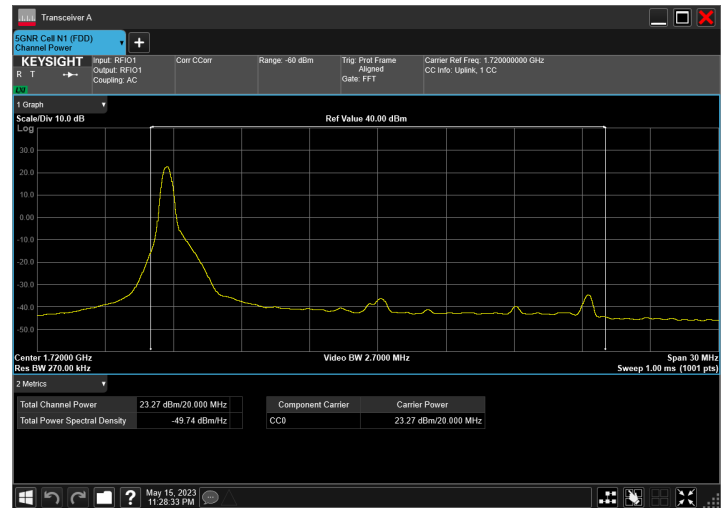 Transceiver A
5GNR Cell N1 (FDD)
Channel Power
KEYSIGHT
R T
LXI
Input: RFIO1
Output: RFIO1
Coupling: AC
Corr CCorr
Range: -60 dBm
Trig: Prot Frame
Aligned
Gate: FFT
Carrier Ref Freq: 1.720000000 GHz
CC Info: Uplink, 1 CC
1 Graph
Scale/Div 10.0 dB
Ref Value 40.00 dBm
Log
30.0
20.0
10.0
0.00
-10.0
-20.0
-30.0
-40.0
-50.0
Center 1.72000 GHz
Video BW 2.7000 MHz
Span 30 MHz
Res BW 270.00 kHz
Sweep 1.00 ms (1001 pts)
2 Metrics
Total Channel Power 23.27 dBm/20.000 MHz
Total Power Spectral Density -49.74 dBm/Hz
Component Carrier Carrier Power
CC0 23.27 dBm/20.000 MHz
?
May 15, 2023
11:28:33 PM